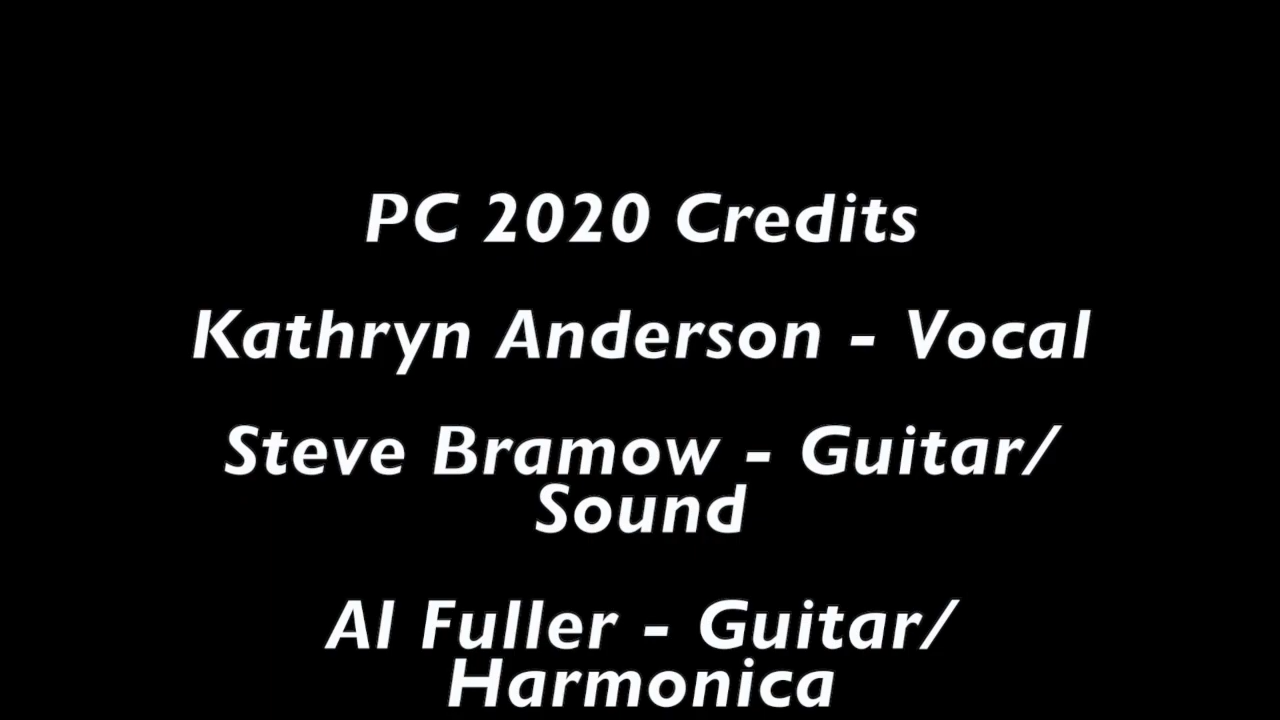 PC 2020 Credits
Kathryn Anderson - Vocal
Steve Bramow - Guitar/
Sound
Al Fuller - Guitar/
Harmonica